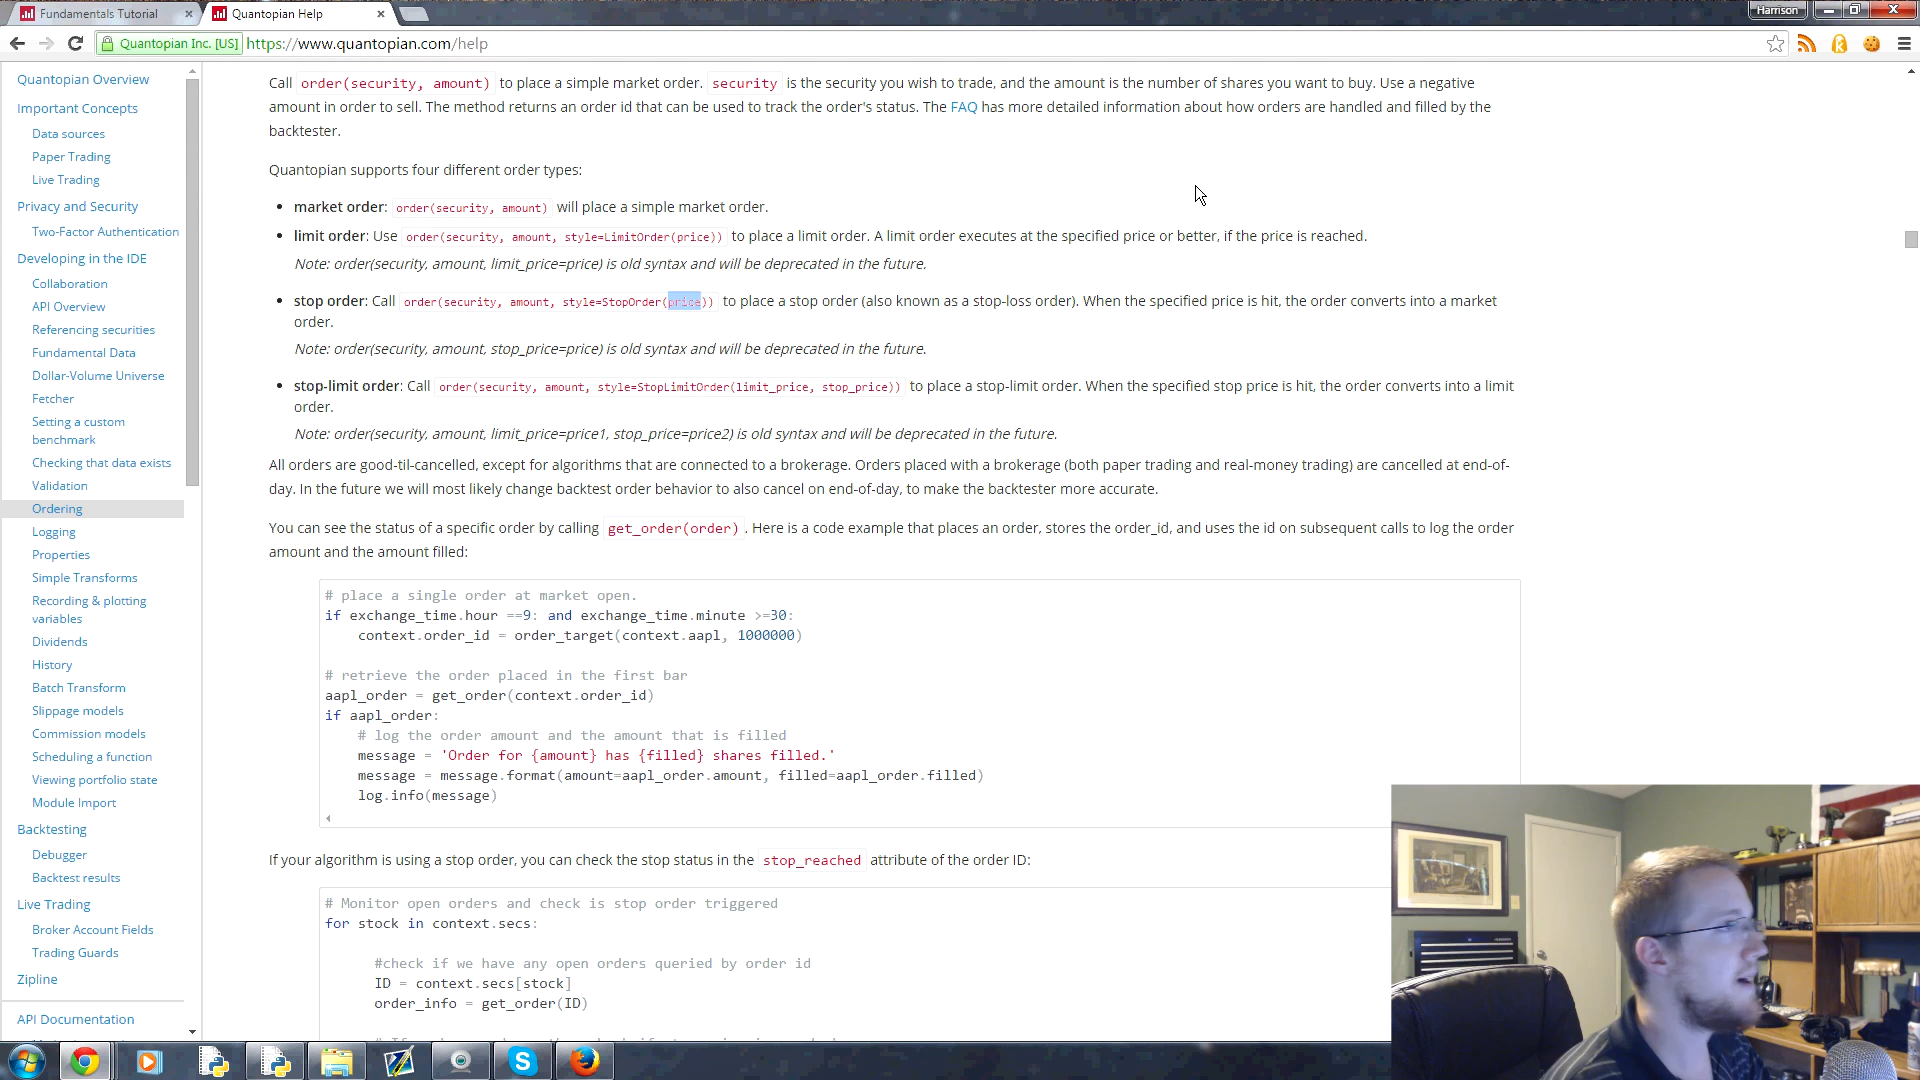 Fundamentals Tutorial
Quantopian Help
Harrison
Quantopian Inc. [US]
https://www.quantopian.com/help
Quantopian Overview
Important Concepts
Data sources
Paper Trading
Live Trading
Privacy and Security
Two-Factor Authentication
Developing in the IDE
Collaboration
API Overview
Referencing securities
Fundamental Data
Dollar-Volume Universe
Fetcher
Setting a custom
benchmark
Checking that data exists
Validation
Ordering
Logging
Properties
Simple Transforms
Recording & plotting
variables
Dividends
History
Batch Transform
Slippage models
Commission models
Scheduling a function
Viewing portfolio state
Module Import
Backtesting
Debugger
Backtest results
Live Trading
Broker Account Fields
Trading Guards
Zipline
API Documentation
Call order(security, amount) to place a simple market order. security is the security you wish to trade, and the amount is the number of shares you want to buy. Use a negative
amount in order to sell. The method returns an order id that can be used to track the order's status. The FAQ has more detailed information about how orders are handled and filled by the
backtester.
Quantopian supports four different order types:
• market order: order(security, amount) will place a simple market order.
• limit order: Use order(security, amount, style=LimitOrder(price)) to place a limit order. A limit order executes at the specified price or better, if the price is reached.
Note: order(security, amount, limit_price=price) is old syntax and will be deprecated in the future.
• stop order: Call order(security, amount, style=StopOrder(price)) to place a stop order (also known as a stop-loss order). When the specified price is hit, the order converts into a market
order.
Note: order(security, amount, stop_price=price) is old syntax and will be deprecated in the future.
• stop-limit order: Call order(security, amount, style=StopLimitOrder(limit_price, stop_price)) to place a stop-limit order. When the specified stop price is hit, the order converts into a limit
order.
Note: order(security, amount, limit_price=price1, stop_price=price2) is old syntax and will be deprecated in the future.
All orders are good-til-cancelled, except for algorithms that are connected to a brokerage. Orders placed with a brokerage (both paper trading and real-money trading) are cancelled at end-of-
day. In the future we will most likely change backtest order behavior to also cancel on end-of-day, to make the backtester more accurate.
You can see the status of a specific order by calling get_order(order) . Here is a code example that places an order, stores the order_id, and uses the id on subsequent calls to log the order
amount and the amount filled:
# place a single order at market open.
if exchange_time.hour ==9: and exchange_time.minute >=30:
context.order_id = order_target(context.aapl, 1000000)
# retrieve the order placed in the first bar
aapl_order = get_order(context.order_id)
if aapl_order:
# log the order amount and the amount that is filled
message = 'Order for {amount} has {filled} shares filled.'
message = message.format(amount=aapl_order.amount, filled=aapl_order.filled)
log.info(message)
If your algorithm is using a stop order, you can check the stop status in the stop_reached attribute of the order ID:
# Monitor open orders and check is stop order triggered
for stock in context.secs:
#check if we have any open orders queried by order id
ID = context.secs[stock]
order_info = get_order(ID)